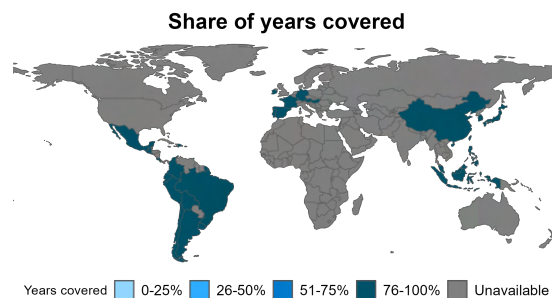 Share of years covered
Years covered 0-25% 26-50% 51-75% 76-100% Unavailable